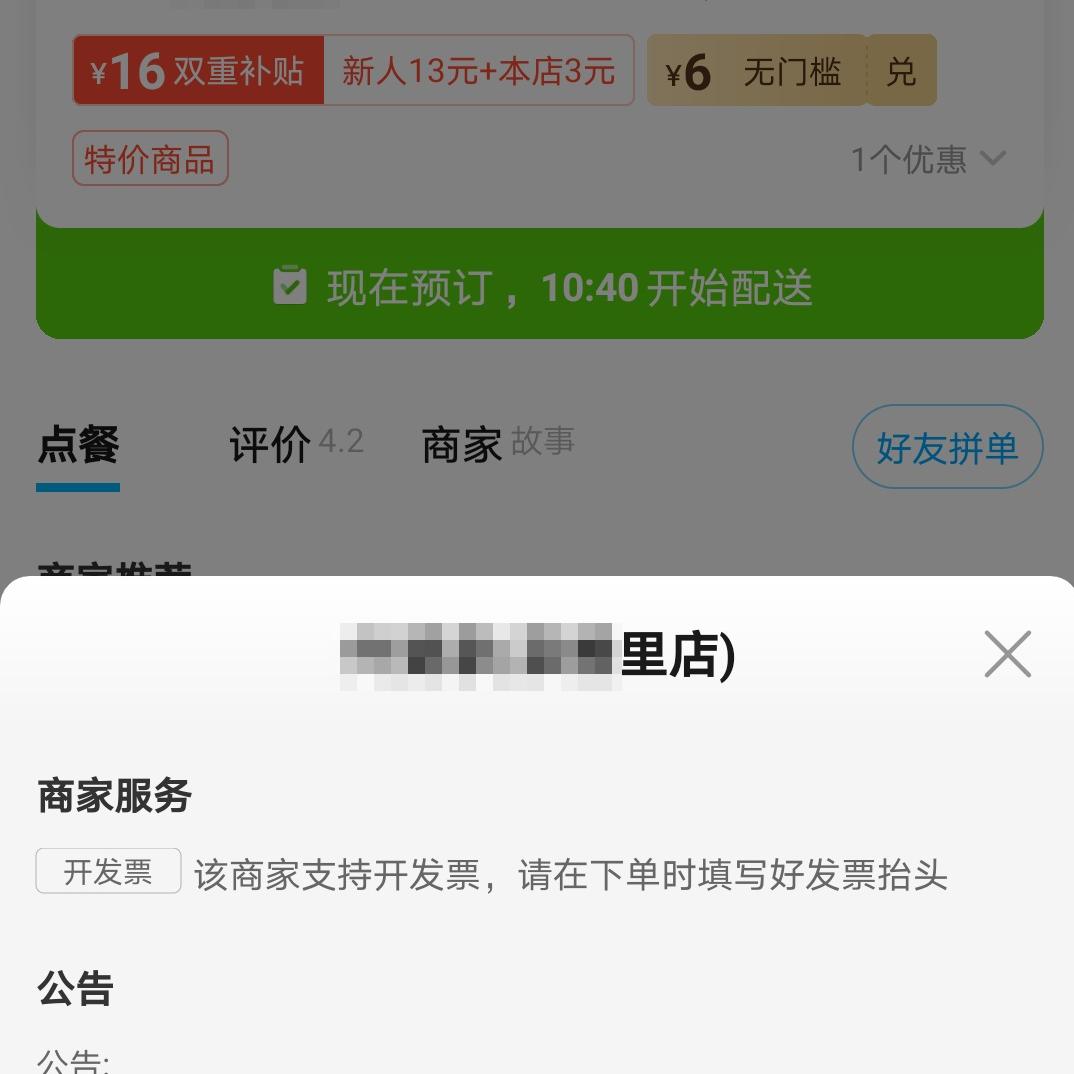 ¥16 双重补贴 新人13元+本店3元 ¥6 无门槛 兑
特价商品 1个优惠
现在预订，10:40 开始配送
点餐 评价 4.2 商家 故事 好友拼单
商家推荐
里店)
商家服务
开发票 该商家支持开发票，请在下单时填写好发票抬头
公告
公告: